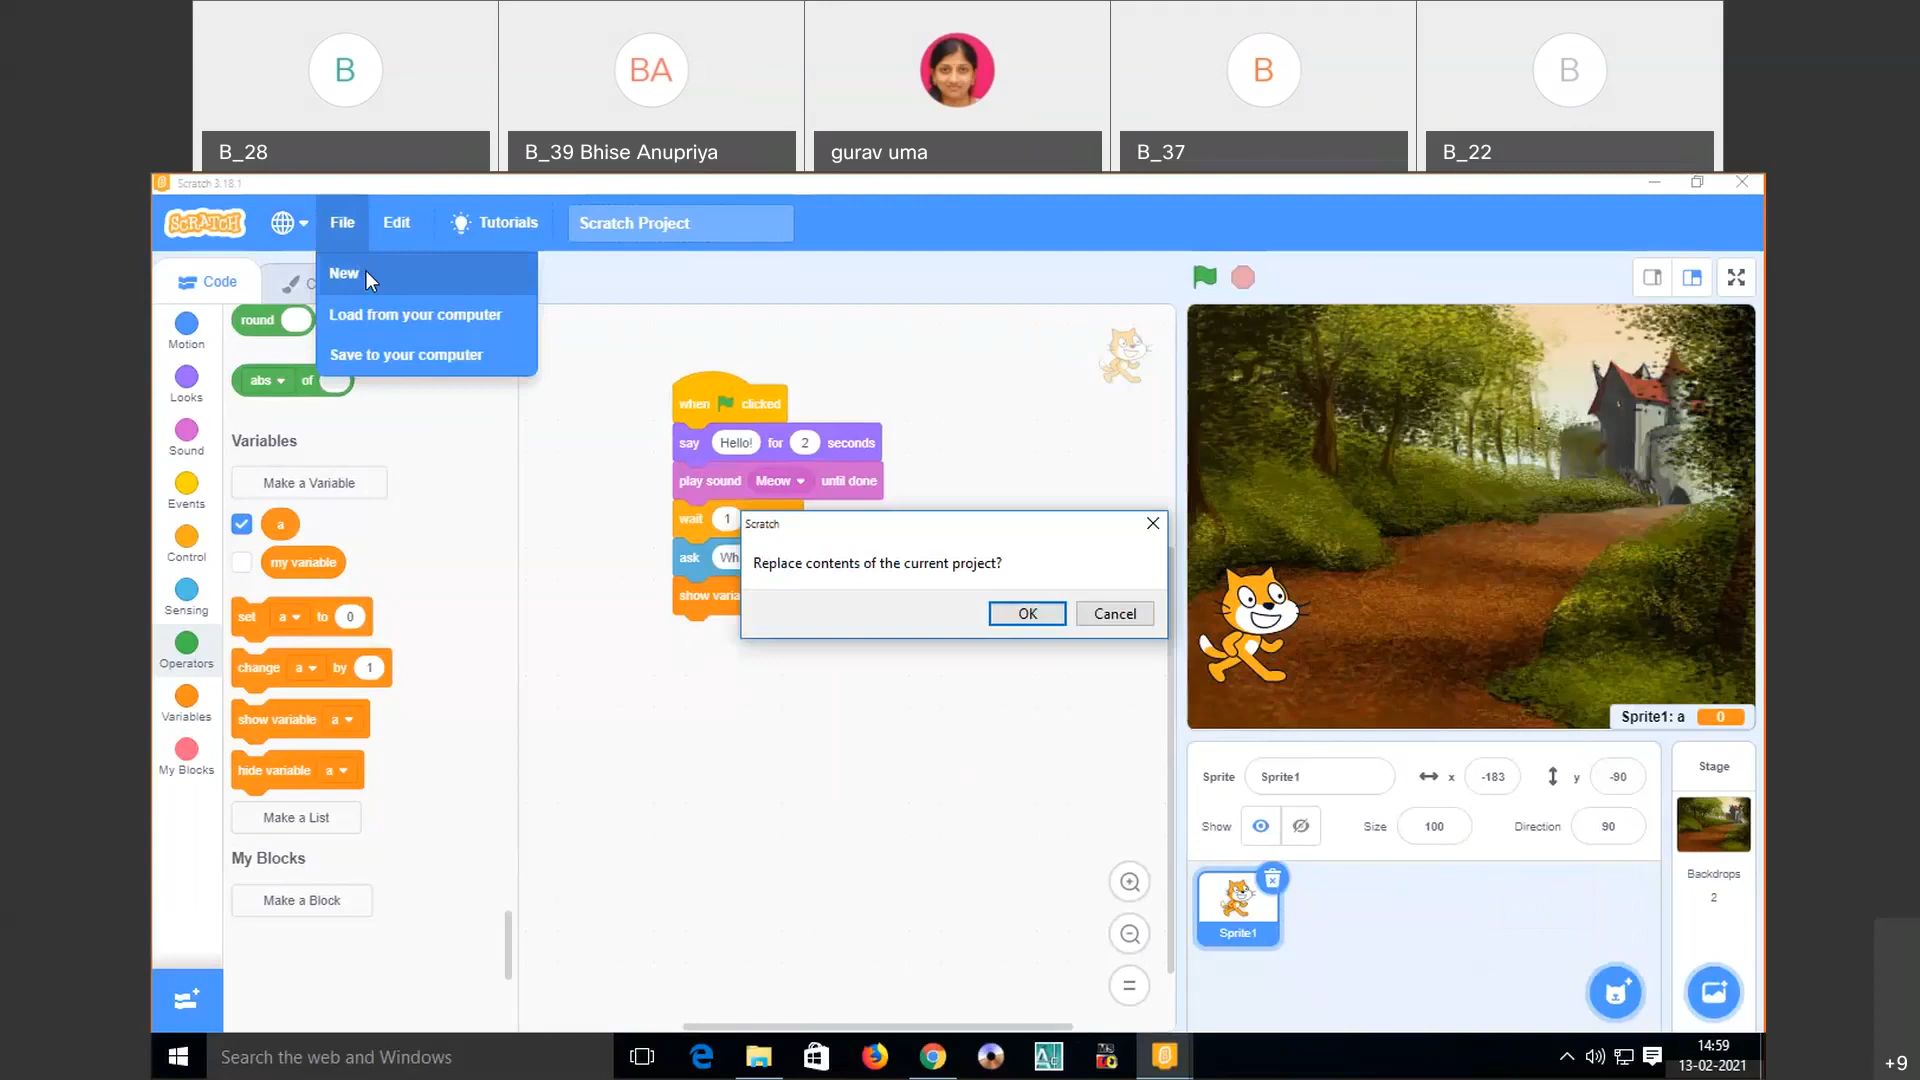 B
BA
B
B
B_28
B_39 Bhise Anupriya
gurav uma
B_37
B_22
Scratch 3.18.1
SCRATCH
File
Edit
Tutorials
Scratch Project
New
Load from your computer
Save to your computer
Code
C
Motion
Looks
Sound
Events
Control
Sensing
Operators
Variables
My Blocks
round
abs of
Variables
Make a Variable
a
my variable
set a to 0
change a by 1
show variable a
hide variable a
Make a List
My Blocks
Make a Block
when clicked
say Hello! for 2 seconds
play sound Meow until done
wait 1
ask Wh
show varia
Scratch
Replace contents of the current project?
OK
Cancel
Sprite1: a 0
Sprite Sprite1 x -183 y -90
Show Size 100 Direction 90
Sprite1
Stage
Backdrops
2
Search the web and Windows
14:59
13-02-2021
+9